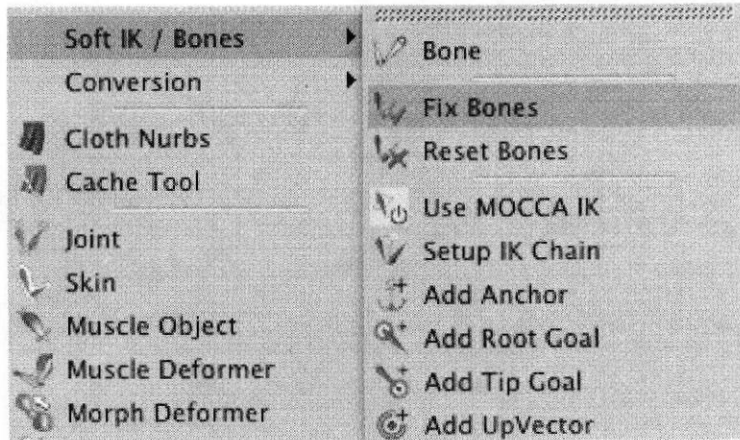 Soft IK / Bones
Conversion
Cloth Nurbs
Cache Tool
Joint
Skin
Muscle Object
Muscle Deformer
Morph Deformer
Bone
Fix Bones
Reset Bones
Use MOCCA IK
Setup IK Chain
Add Anchor
Add Root Goal
Add Tip Goal
Add UpVector